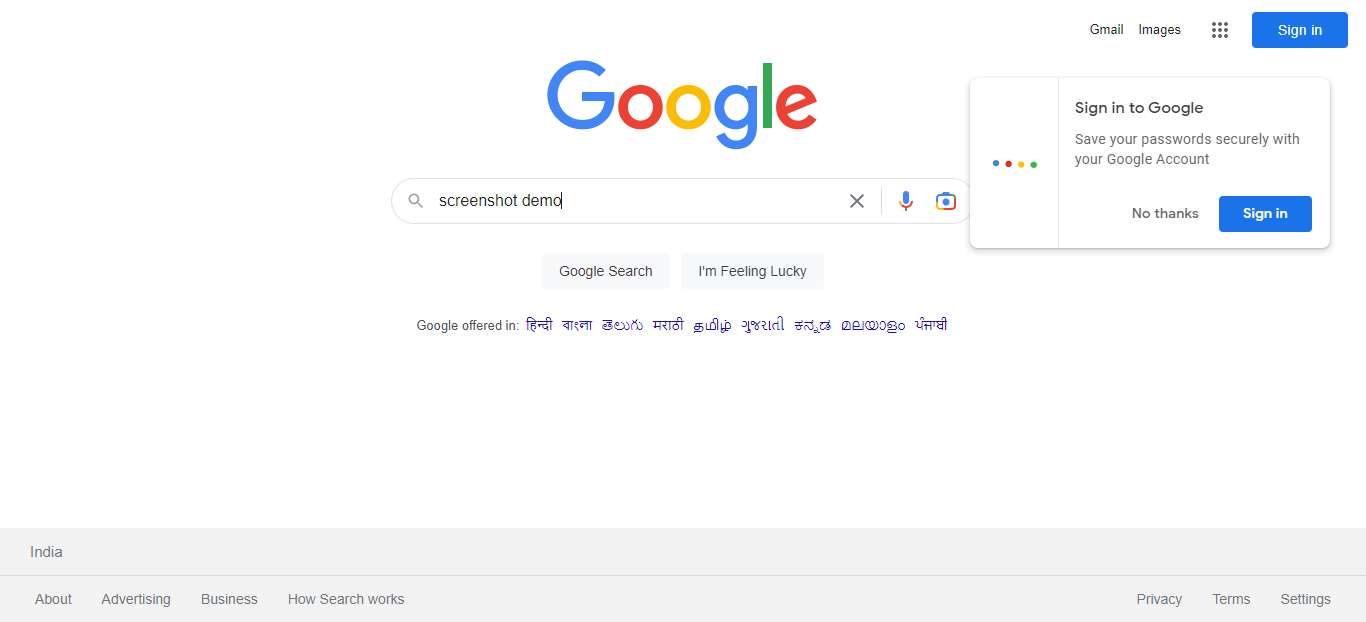 Gmail Images Sign in
Google
Sign in to Google
Save your passwords securely with
your Google Account
No thanks Sign in
screenshot demo
Google Search I'm Feeling Lucky
Google offered in: हिन्दी বাংলা తెలుగు मराठी தமிழ் ગુજરાતી ಕನ್ನಡ മലയാളം ਪੰਜਾਬੀ
India
About Advertising Business How Search works Privacy Terms Settings